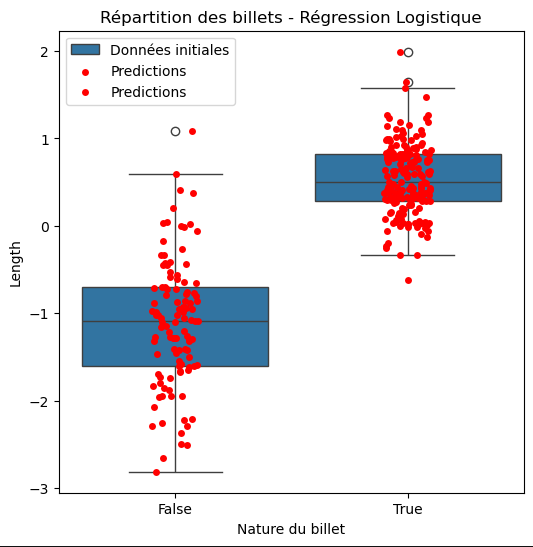 Répartition des billets - Régression Logistique
Données initiales
Predictions
Predictions
2
1
0
−1
−2
−3
Length
False
True
Nature du billet